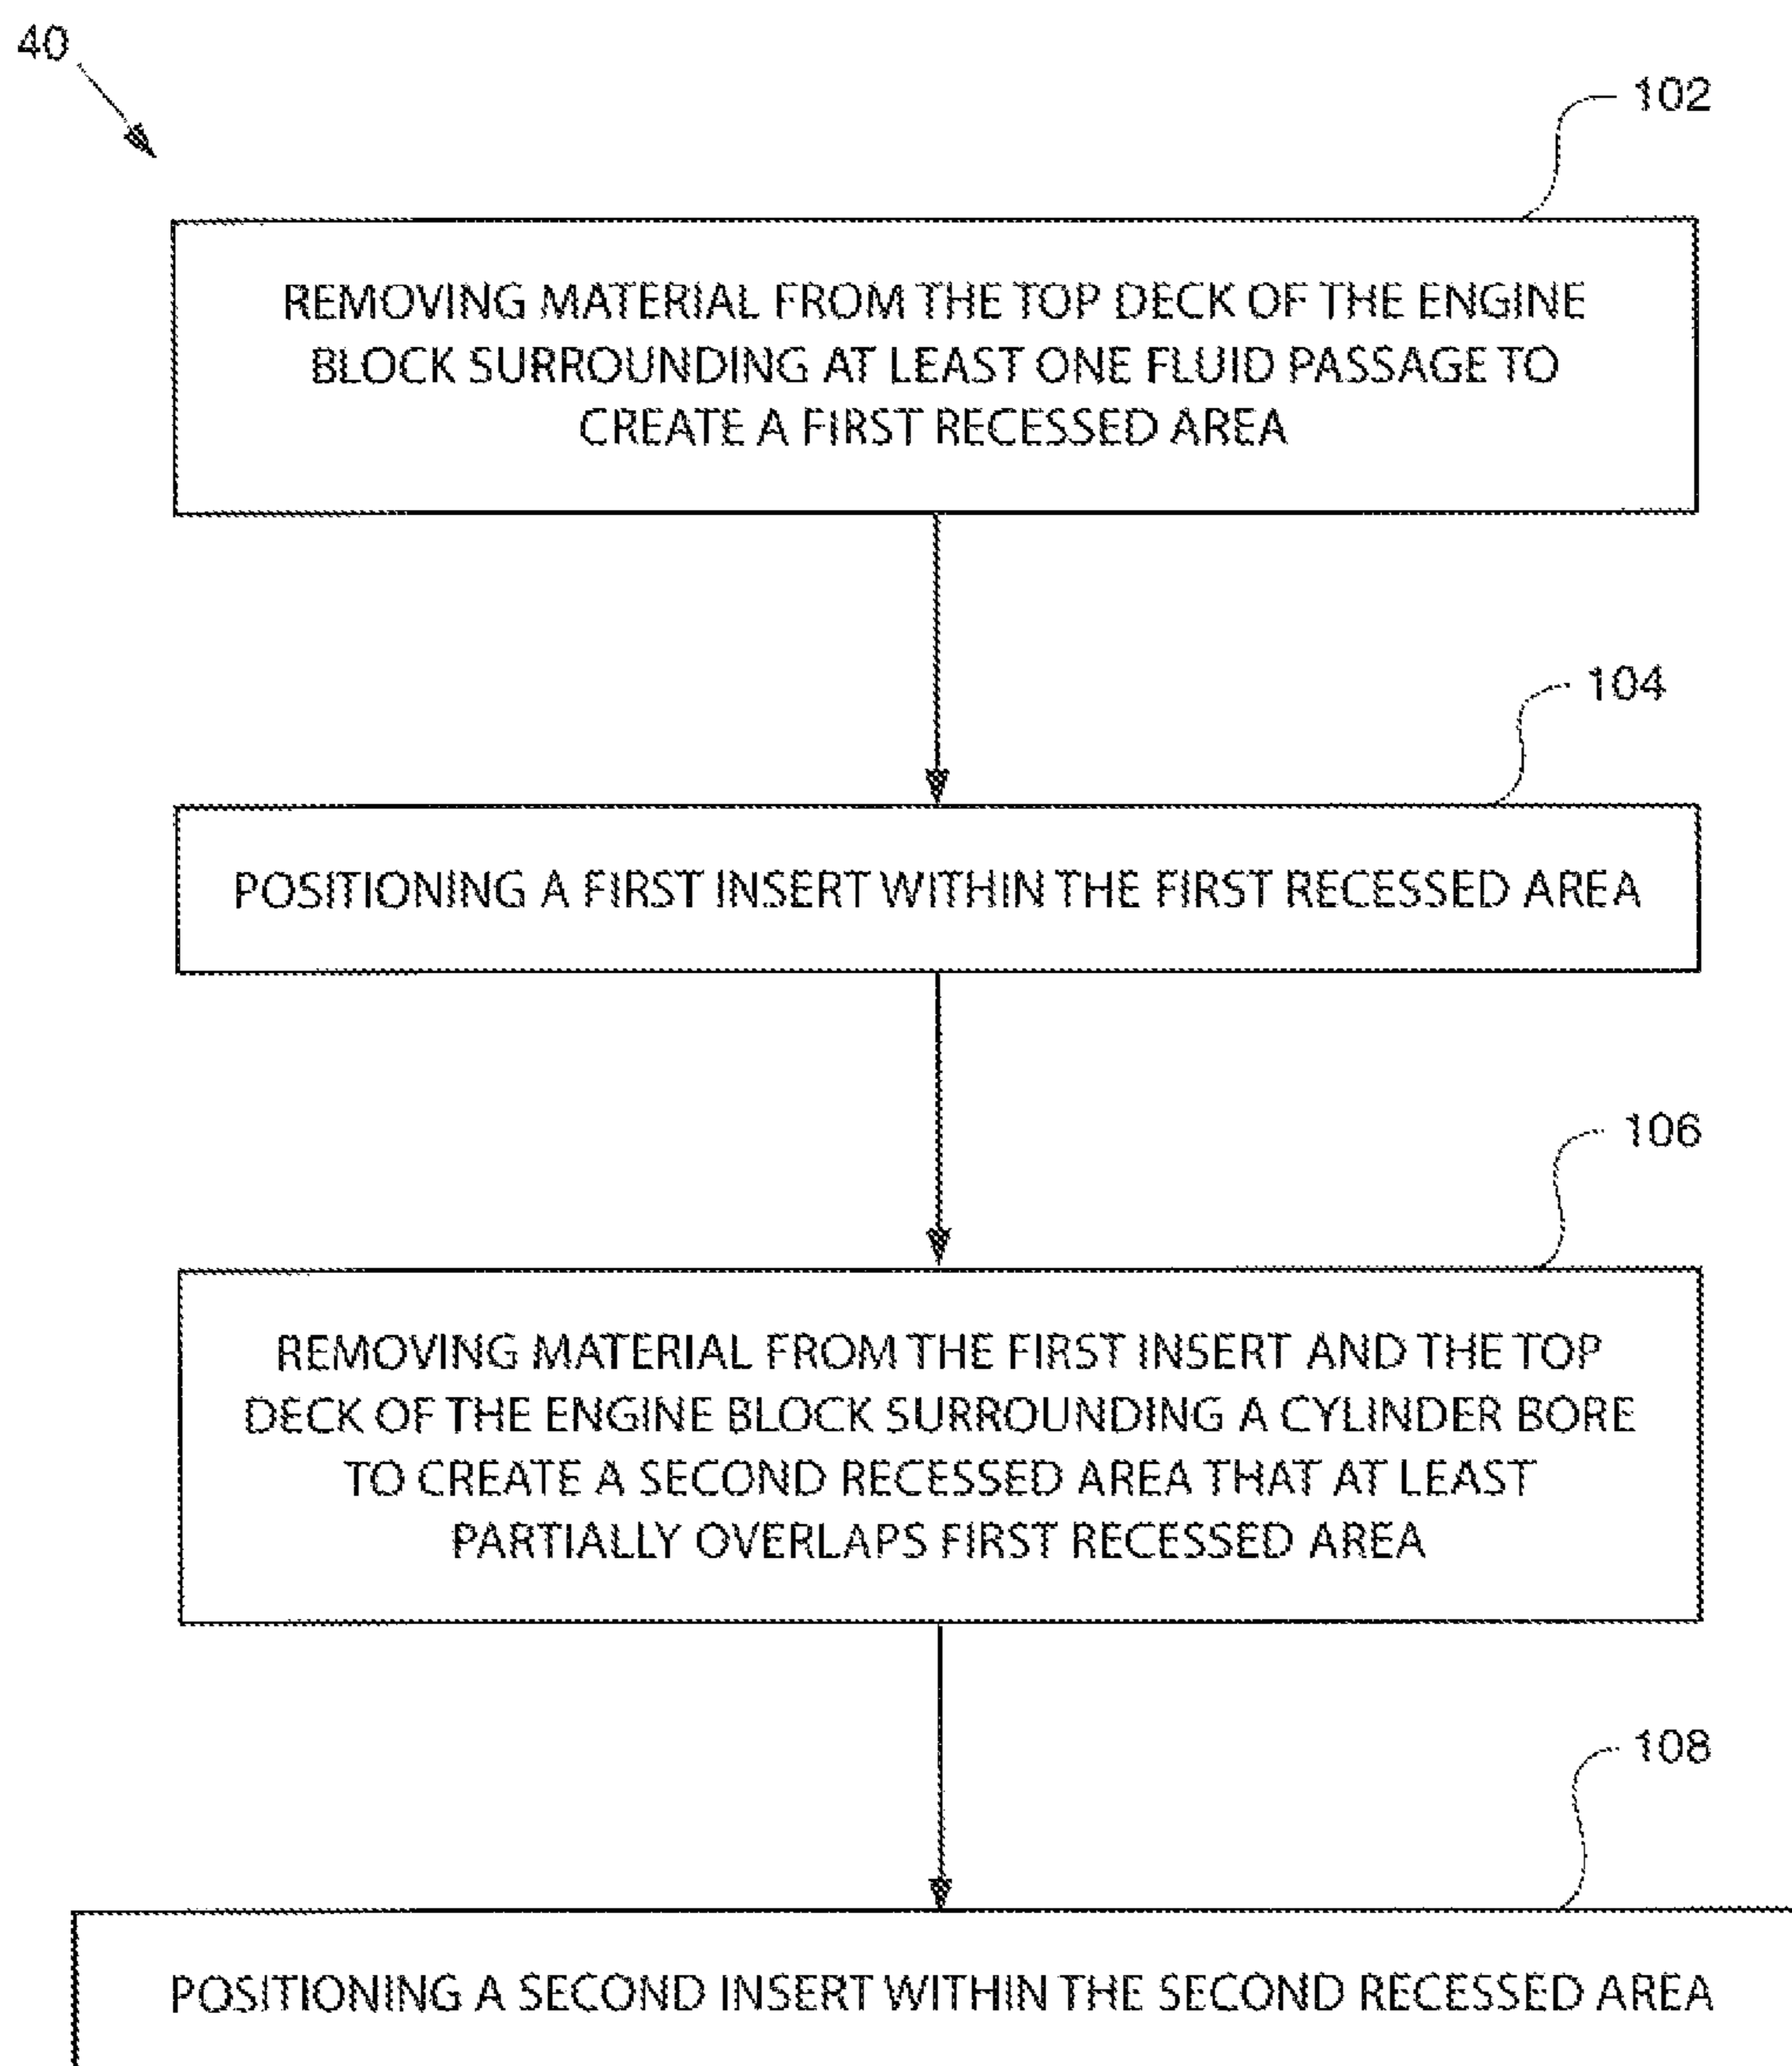 40
102
REMOVING MATERIAL FROM THE TOP DECK OF THE ENGINE
BLOCK SURROUNDING AT LEAST ONE FLUID PASSAGE TO
CREATE A FIRST RECESSED AREA
104
POSITIONING A FIRST INSERT WITHIN THE FIRST RECESSED AREA
106
REMOVING MATERIAL FROM THE FIRST INSERT AND THE TOP
DECK OF THE ENGINE BLOCK SURROUNDING A CYLINDER BORE
TO CREATE A SECOND RECESSED AREA THAT AT LEAST
PARTIALLY OVERLAPS FIRST RECESSED AREA
108
POSITIONING A SECOND INSERT WITHIN THE SECOND RECESSED AREA